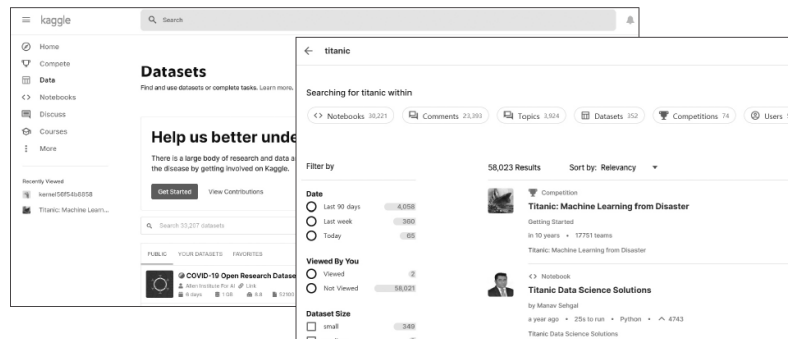 kaggle
Search
Home
Compete
Data
Notebooks
Discuss
Courses
More
Recently Viewed
kernel56f54b8858
Titanic: Machine Learn...
Datasets
Find and use datasets or complete tasks. Learn more.
Help us better unde
There is a large body of research and data a
the disease by getting involved on Kaggle.
Get Started View Contributions
Search 33,207 datasets
PUBLIC YOUR DATASETS FAVORITES
COVID-19 Open Research Datase
Allen Institute For AI Link
6 days 1 GB 8.8
titanic
Searching for titanic within
Notebooks 30,221 Comments 23,393 Topics 3,924 Datasets 352 Competitions 74 Users
Filter by
58,023 Results Sort by: Relevancy
Date
Last 90 days 4,058
Last week 360
Today 65
Viewed By You
Viewed 2
Not Viewed 58,021
Dataset Size
small 348
Competition
Titanic: Machine Learning from Disaster
Getting Started
in 10 years • 17751 teams
Titanic: Machine Learning from Disaster
Notebook
Titanic Data Science Solutions
by Manav Sehgal
a year ago • 25s to run • Python • 4743
Titanic Data Science Solutions